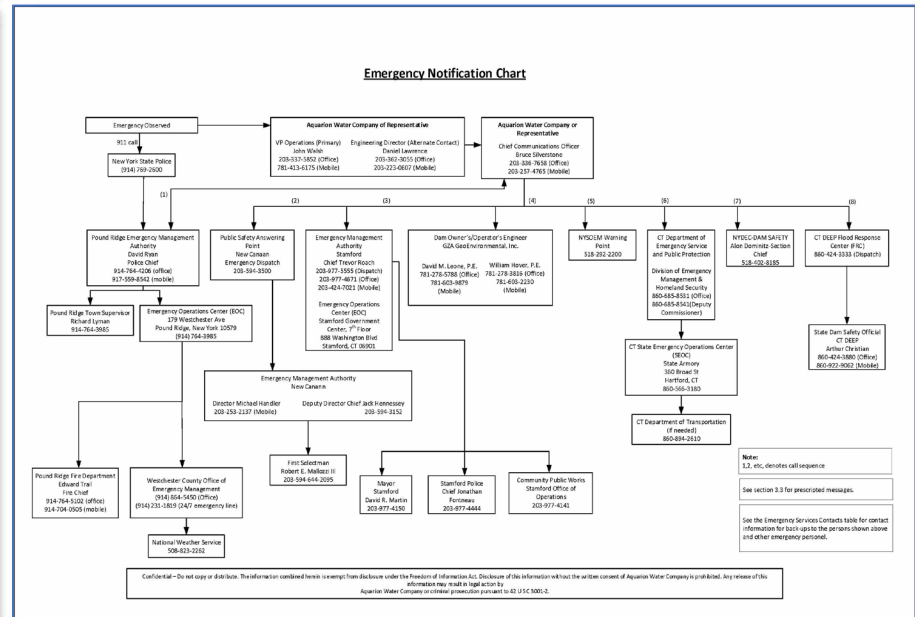 Emergency Notification Chart
Emergency Observed
911 call
New York State Police
(914) 769-2600
Aquarion Water Company of Representative
VP Operations (Primary)
John Walsh
203-337-5852 (Office)
781-413-6175 (Mobile)
Engineering Director (Alternate Contact)
Daniel Lawrence
203-362-3055 (Office)
203-223-0607 (Mobile)
Aquarion Water Company or
Representative
Chief Communications Officer
Bruce Silverstone
203-336-7658 (Office)
203-257-4765 (Mobile)
(1)
(2)
(3)
(4)
(5)
(6)
(7)
(8)
Pound Ridge Emergency Management
Authority
David Ryan
Police Chief
914-764-4206 (office)
917-559-8542 (mobile)
Public Safety Answering
Point
New Canaan
Emergency Dispatch
203-594-3500
Emergency Management
Authority
Stamford
Chief Trevor Roach
203-977-5555 (Dispatch)
203-977-4671 (Office)
203-424-7021 (Mobile)
Emergency Operations
Center (EOC)
Stamford Government
Center, 7th Floor
888 Washington Blvd
Stamford, CT 06901
Dam Owner's/Operator's Engineer
GZA GeoEnvironmental, Inc.
David M. Leone, P.E.
781-278-5788 (Office)
781-603-9879
(Mobile)
William Hover, P.E.
781-278-3816 (Office)
781-603-2230
(Mobile)
NYSOEM Warning
Point
518-292-2200
CT Department of
Emergency Service
and Public Protection
Division of Emergency
Management &
Homeland Security
860-685-8531 (Office)
860-685-8541(Deputy
Commissioner)
NYDEC-DAM SAFETY
Alon Dominitz-Section
Chief
518-402-8185
CT DEEP Flood Response
Center (FRC)
860-424-3333 (Dispatch)
Pound Ridge Town Supervisor
Richard Lyman
914-764-3985
Emergency Operations Center (EOC)
179 Westchester Ave
Pound Ridge, New York 10579
(914) 764-3985
CT State Emergency Operations Center
(SEOC)
State Armory
360 Broad St
Hartford, CT
860-566-3180
State Dam Safety Official
CT DEEP
Arthur Christian
860-424-3880 (Office)
860-922-9062 (Mobile)
Emergency Management Authority
New Canann
Director Michael Handler
203-253-2137 (Mobile)
Deputy Director Chief Jack Hennessey
203-594-3152
CT Department of Transportation
(if needed)
860-894-2610
First Selectman
Robert E. Mallozzi III
203-594-644-2095
Pound Ridge Fire Department
Edward Trail
Fire Chief
914-764-5102 (office)
914-704-0505 (mobile)
Westchester County Office of
Emergency Management
(914) 864-5450 (Office)
(914) 231-1819 (24/7 emergency line)
Mayor
Stamford
David R. Martin
203-977-4150
Stamford Police
Chief Jonathan
Fontneau
203-977-4444
Community Public Works
Stamford Office of
Operations
203-977-4141
National Weather Service
508-823-2262
Note:
1,2, etc, denotes call sequence
See section 3.3 for prescripted messages.
See the Emergency Services Contacts table for contact
information for back-ups to the persons shown above
and other emergency personel.
Confidential – Do not copy or distribute. The information combined herein is exempt from disclosure under the Freedom of Information Act. Disclosure of this information without the written consent of Aquarion Water Company is prohibited. Any release of this
information may result in legal action by
Aquarion Water Company or criminal prosecution pursuant to 42 U S C 3001-2.